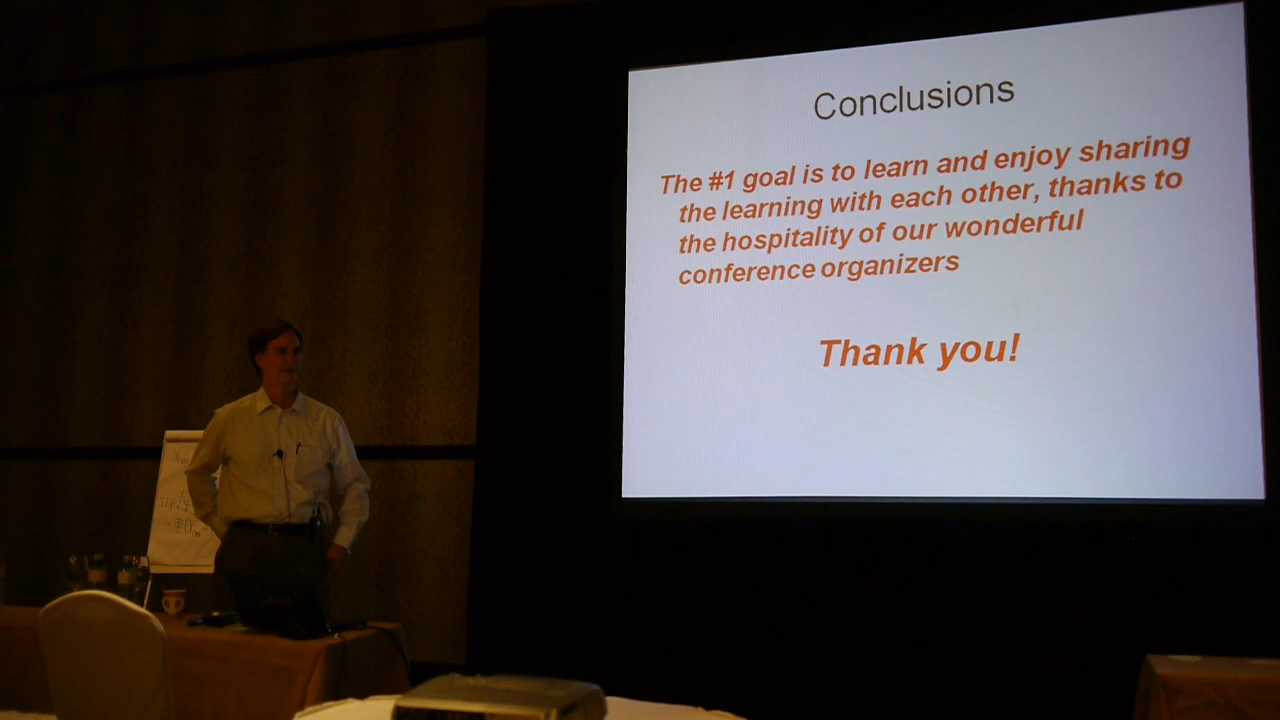 Conclusions
The #1 goal is to learn and enjoy sharing
the learning with each other, thanks to
the hospitality of our wonderful
conference organizers
Thank you!